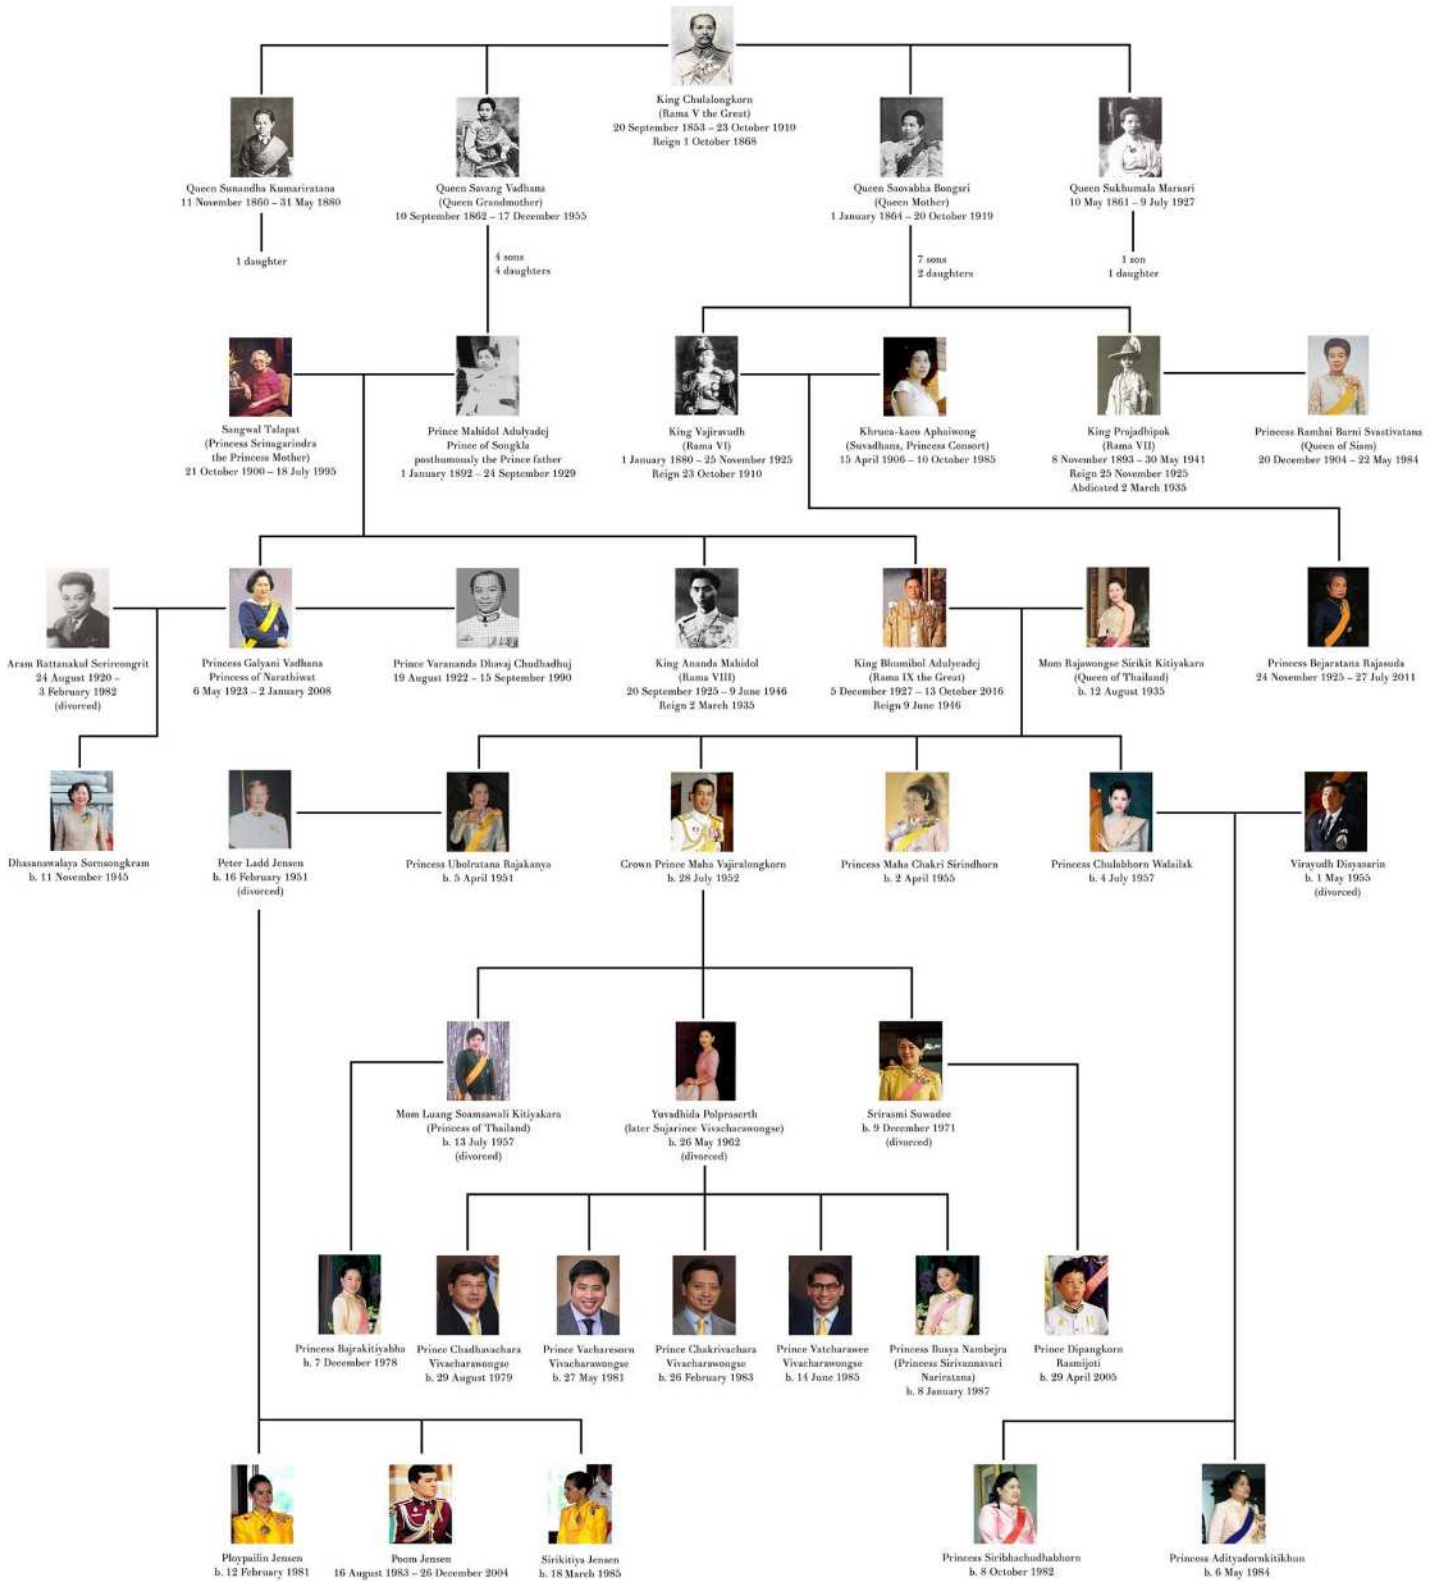 King Chulalongkorn
(Rama V the Great)
20 September 1853 – 23 October 1910
Reign 1 October 1868
Queen Sunandha Kumariratana
11 November 1860 – 31 May 1880
Queen Savang Vadhana
(Queen Grandmother)
10 September 1862 – 17 December 1955
Queen Saovabha Bongsri
(Queen Mother)
1 January 1864 – 20 October 1919
Queen Sukhumala Marasri
10 May 1861 – 9 July 1927
1 daughter
4 sons
4 daughters
7 sons
2 daughters
1 son
1 daughter
Sangwal Talapat
(Princess Srinagarindra
the Princess Mother)
21 October 1900 – 18 July 1995
Prince Mahidol Adulyadej
Prince of Songkla
posthumously the Prince father
1 January 1892 – 24 September 1929
King Vajiravudh
(Rama VI)
1 January 1880 – 25 November 1925
Reign 23 October 1910
Khruea-kaeo Aphaiwong
(Suvadhana, Princess Consort)
15 April 1906 – 10 October 1985
King Prajadhipok
(Rama VII)
8 November 1893 – 30 May 1941
Reign 25 November 1925
Abdicated 2 March 1935
Princess Rambai Barni Svastivatana
(Queen of Siam)
20 December 1904 – 22 May 1984
Aram Rattanakul Serireongrit
24 August 1920 –
3 February 1982
(divorced)
Princess Galyani Vadhana
Princess of Narathiwat
6 May 1923 – 2 January 2008
Prince Varananda Dhavaj Chudhadhuj
19 August 1922 – 15 September 1990
King Ananda Mahidol
(Rama VIII)
20 September 1925 – 9 June 1946
Reign 2 March 1935
King Bhumibol Adulyadej
(Rama IX the Great)
5 December 1927 – 13 October 2016
Reign 9 June 1946
Mom Rajawongse Sirikit Kitiyakara
(Queen of Thailand)
b. 12 August 1935
Princess Bejaratana Rajasuda
24 November 1925 – 27 July 2011
Dhasanawalaya Sornsongkram
b. 11 November 1945
Peter Ladd Jensen
b. 16 February 1951
(divorced)
Princess Ubolratana Rajakanya
b. 5 April 1951
Crown Prince Maha Vajiralongkorn
b. 28 July 1952
Princess Maha Chakri Sirindhorn
b. 2 April 1955
Princess Chulabhorn Walailak
b. 4 July 1957
Virayudh Disyasarin
b. 1 May 1955
(divorced)
Mom Luang Soamsawali Kitiyakara
(Princess of Thailand)
b. 13 July 1957
(divorced)
Yuvadhida Polpraserth
(later Sujarinee Vivacharawongse)
b. 26 May 1962
(divorced)
Srirasmi Suwadee
b. 9 December 1971
(divorced)
Princess Bajrakitiyabha
b. 7 December 1978
Prince Chadhavachara
Vivacharawongse
b. 29 August 1979
Prince Vacharesorn
Vivacharawongse
b. 27 May 1981
Prince Chakrivachara
Vivacharawongse
b. 26 February 1983
Prince Vatcharawee
Vivacharawongse
b. 14 June 1985
Princess Busya Nambejra
(Princess Sirivannavari
Nariratana)
b. 8 January 1987
Prince Dipangkorn
Rasmijoti
b. 29 April 2005
Ploypailin Jensen
b. 12 February 1981
Poom Jensen
16 August 1983 – 26 December 2004
Sirikitiya Jensen
b. 18 March 1985
Princess Siribhachudhabhorn
b. 8 October 1982
Princess Adityadornkitikhun
b. 6 May 1984